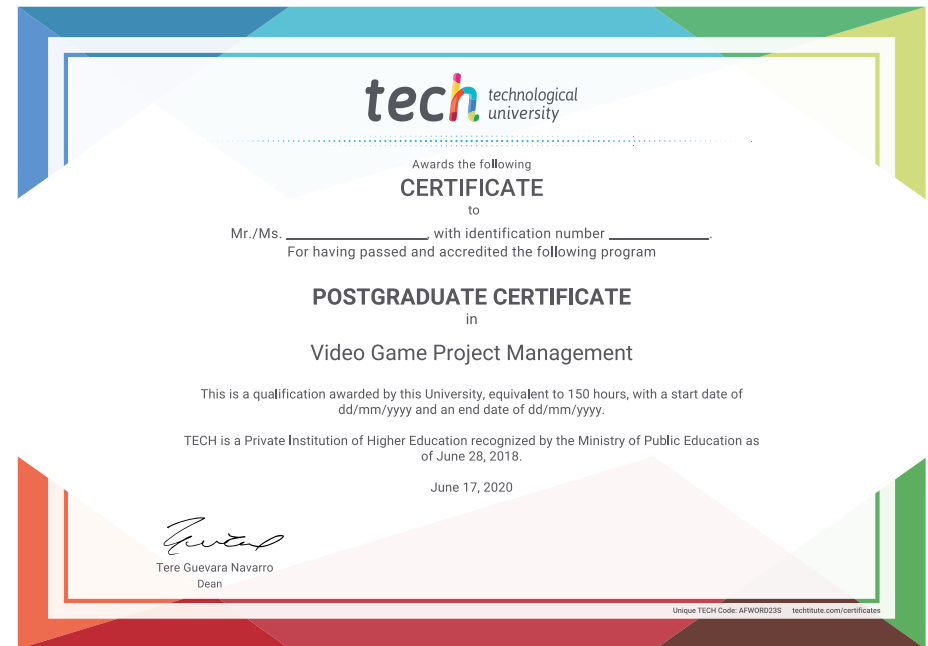 tech technological
university
Awards the following
CERTIFICATE
to
Mr./Ms. ____________________, with identification number ______________.
For having passed and accredited the following program
POSTGRADUATE CERTIFICATE
in
Video Game Project Management
This is a qualification awarded by this University, equivalent to 150 hours, with a start date of
dd/mm/yyyy and an end date of dd/mm/yyyy.
TECH is a Private Institution of Higher Education recognized by the Ministry of Public Education as
of June 28, 2018.
June 17, 2020
Tere Guevara Navarro
Dean
Unique TECH Code: AFWORD23S techtitute.com/certificates